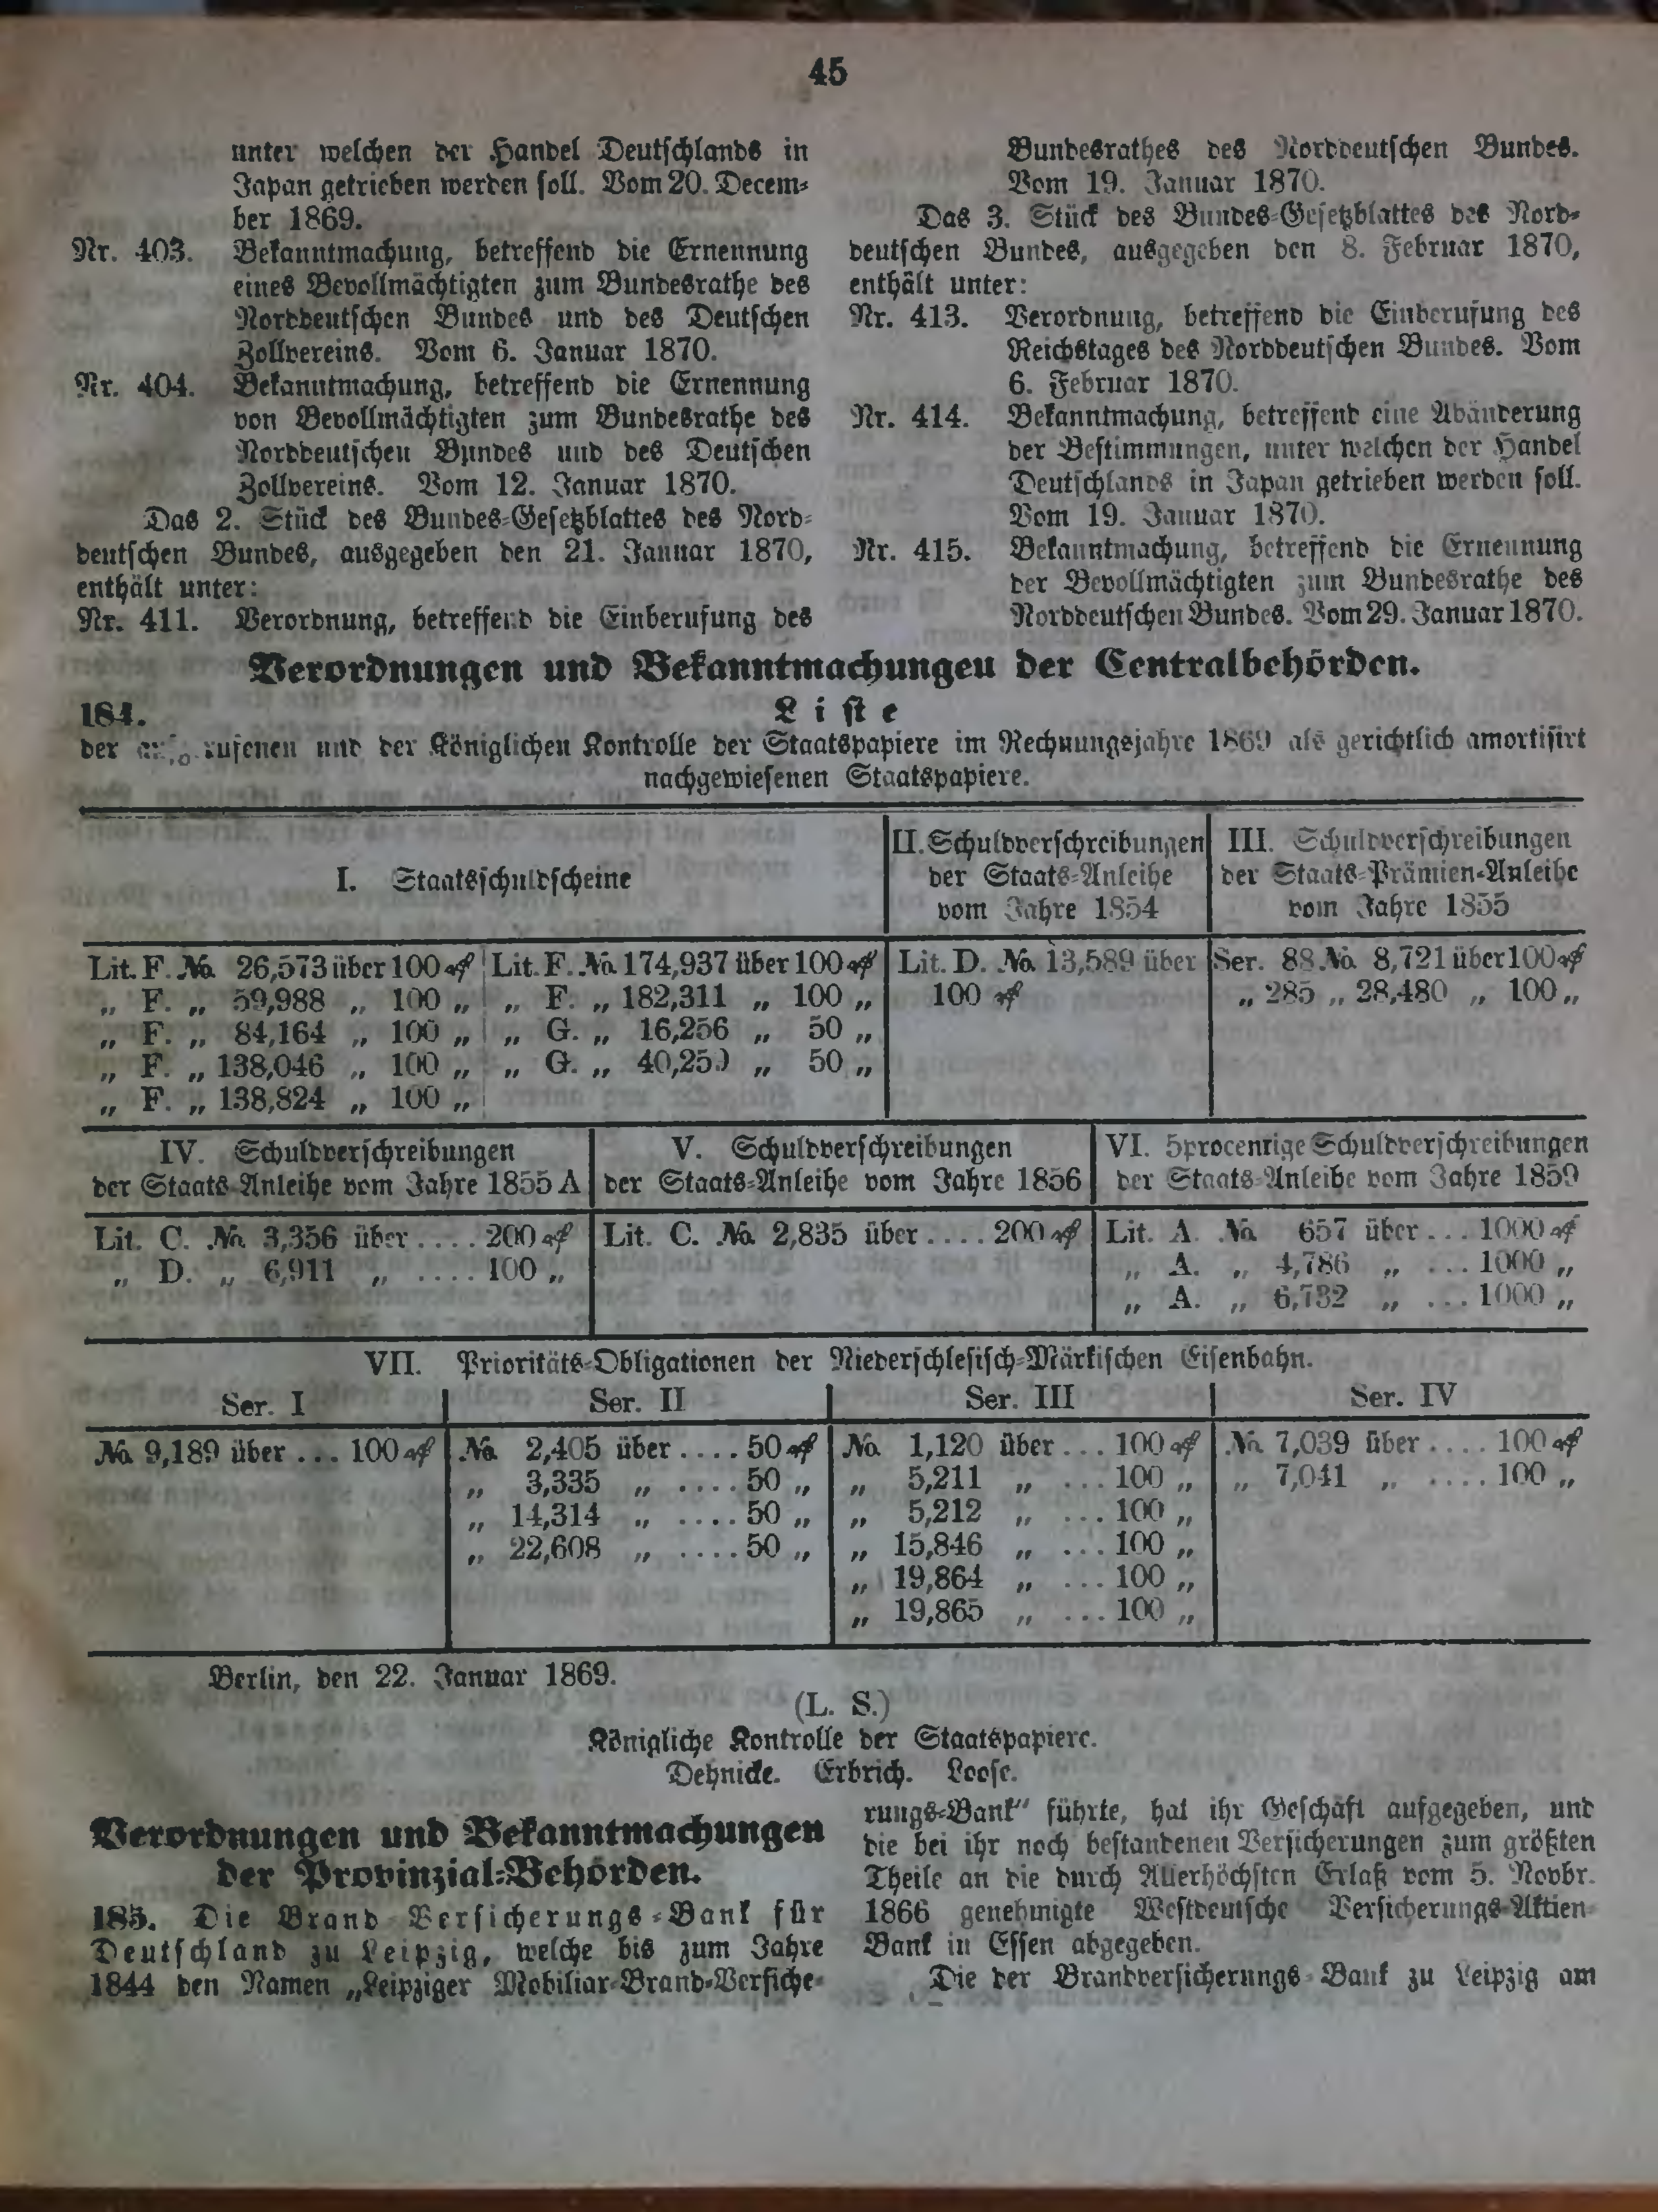 45
unter welchen der Handel Deutschlands in
Japan getrieben werden soll. Vom 20. Decem-
ber 1869.
Nr. 403. Bekanntmachung, betreffend die Ernennung
eines Bevollmächtigten zum Bundesrathe des
Norddeutschen Bundes und des Deutschen
Zollvereins. Vom 6. Januar 1870.
Nr. 404. Bekanntmachung, betreffend die Ernennung
von Bevollmächtigten zum Bundesrathe des
Norddeutschen Bundes und des Deutschen
Zollvereins. Vom 12. Januar 1870.
Das 2. Stück des Bundes-Gesetzblattes des Nord-
deutschen Bundes, ausgegeben den 21. Januar 1870,
enthält unter:
Nr. 411. Verordnung, betreffend die Einberufung des
Bundesrathes des Norddeutschen Bundes.
Vom 19. Januar 1870.
Das 3. Stück des Bundes-Gesetzblattes des Nord-
deutschen Bundes, ausgegeben den 8. Februar 1870,
enthält unter:
Nr. 413. Verordnung, betreffend die Einberufung des
Reichstages des Norddeutschen Bundes. Vom
6. Februar 1870.
Nr. 414. Bekanntmachung, betreffend eine Abänderung
der Bestimmungen, unter welchen der Handel
Deutschlands in Japan getrieben werden soll.
Vom 19. Januar 1870.
Nr. 415. Bekanntmachung, betreffend die Ernennung
der Bevollmächtigten zum Bundesrathe des
Norddeutschen Bundes. Vom 29. Januar 1870.
Verordnungen und Bekanntmachungen der Centralbehörden.
184. Liste
der aufgerufenen und der Königlichen Kontrolle der Staatspapiere im Rechnungsjahre 1869 als gerichtlich amortisirt
nachgewiesenen Staatspapiere.
I. Staatsschuldscheine
II. Schuldverschreibungen
der Staats-Anleihe
vom Jahre 1854
III. Schuldverschreibungen
der Staats-Prämien-Anleihe
vom Jahre 1855
Lit. F. № 26,573 über 100 ₰
„ F. „ 59,988 „ 100 „
„ F. „ 84,164 „ 100 „
„ F. „ 138,046 „ 100 „
„ F. „ 138,824 „ 100 „
Lit. F. № 174,937 über 100 ₰
„ F. „ 182,311 „ 100 „
„ G. „ 16,256 „ 50 „
„ G. „ 40,250 „ 50 „
Lit. D. № 13,589 über
100 ₰
Ser. 88 № 8,721 über 100 ₰
„ 285 „ 28,480 „ 100 „
IV. Schuldverschreibungen
der Staats-Anleihe vom Jahre 1855 A
V. Schuldverschreibungen
der Staats-Anleihe vom Jahre 1856
VI. 5procentige Schuldverschreibungen
der Staats-Anleihe vom Jahre 1859
Lit. C. № 3,356 über .... 200 ₰
„ D. „ 6,911 „ .... 100 „
Lit. C. № 2,835 über .... 200 ₰
Lit. A. № 657 über ... 1000 ₰
„ A. „ 4,786 „ ... 1000 „
„ A. „ 6,732 „ ... 1000 „
VII. Prioritäts-Obligationen der Niederschlesisch-Märkischen Eisenbahn.
Ser. I
Ser. II
Ser. III
Ser. IV
№ 9,189 über ... 100 ₰
№ 2,405 über .... 50 ₰
„ 3,335 „ .... 50 „
„ 14,314 „ .... 50 „
„ 22,608 „ .... 50 „
№ 1,120 über ... 100 ₰
„ 5,211 „ ... 100 „
„ 5,212 „ ... 100 „
„ 15,846 „ ... 100 „
„ 19,864 „ ... 100 „
„ 19,865 „ ... 100 „
№ 7,039 über .... 100 ₰
„ 7,041 „ .... 100 „
Berlin, den 22. Januar 1869.
(L. S.)
Königliche Kontrolle der Staatspapiere.
Dehnicke. Erbrich. Loose.
Verordnungen und Bekanntmachungen
der Provinzial-Behörden.
185. Die Brand-Versicherungs-Bank für
Deutschland zu Leipzig, welche bis zum Jahre
1844 den Namen „Leipziger Mobiliar-Brand-Versiche-
rungs-Bank“ führte, hat ihr Geschäft aufgegeben, und
die bei ihr noch bestandenen Versicherungen zum größten
Theile an die durch Allerhöchsten Erlaß vom 5. Novbr.
1866 genehmigte Westdeutsche Versicherungs-Aktien-
Bank in Essen abgegeben.
Die der Brandversicherungs-Bank zu Leipzig am